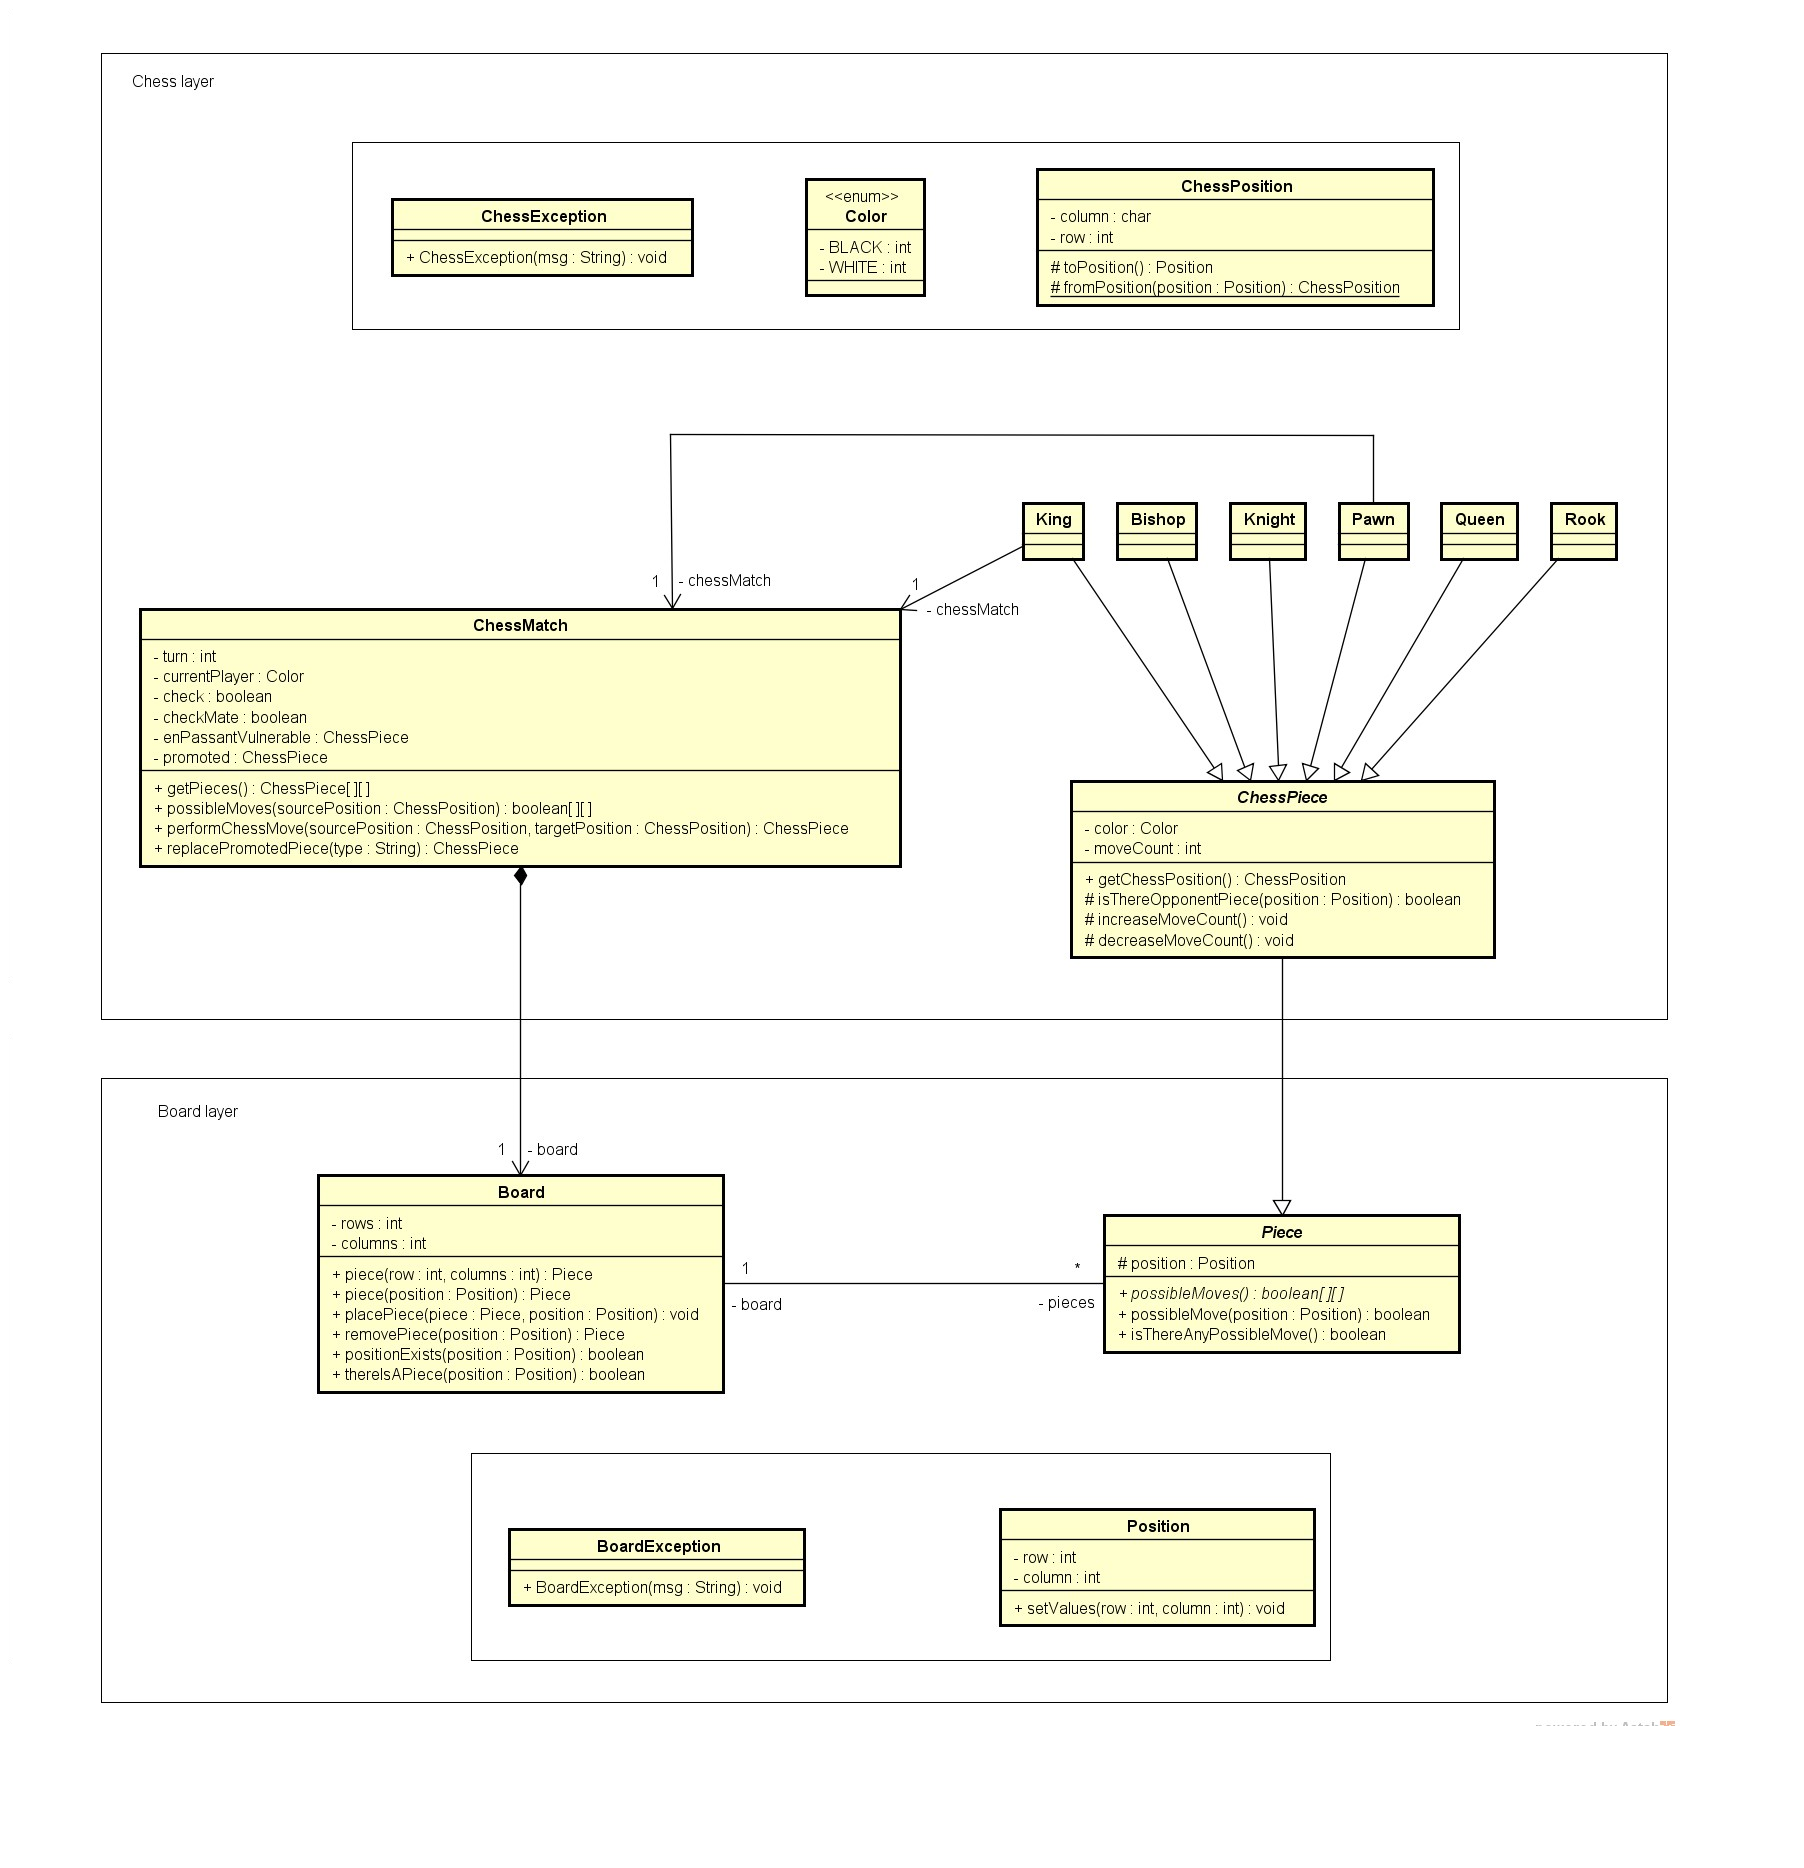 Chess layer
ChessException
+ ChessException(msg : String) : void
<<enum>>
Color
- BLACK : int
- WHITE : int
ChessPosition
- column : char
- row : int
# toPosition() : Position
# fromPosition(position : Position) : ChessPosition
King
Bishop
Knight
Pawn
Queen
Rook
1
- chessMatch
1
- chessMatch
ChessMatch
- turn : int
- currentPlayer : Color
- check : boolean
- checkMate : boolean
- enPassantVulnerable : ChessPiece
- promoted : ChessPiece
+ getPieces() : ChessPiece[][]
+ possibleMoves(sourcePosition : ChessPosition) : boolean[][]
+ performChessMove(sourcePosition : ChessPosition, targetPosition : ChessPosition) : ChessPiece
+ replacePromotedPiece(type : String) : ChessPiece
ChessPiece
- color : Color
- moveCount : int
+ getChessPosition() : ChessPosition
# isThereOpponentPiece(position : Position) : boolean
# increaseMoveCount() : void
# decreaseMoveCount() : void
Board layer
1
- board
Board
- rows : int
- columns : int
+ piece(row : int, columns : int) : Piece
+ piece(position : Position) : Piece
+ placePiece(piece : Piece, position : Position) : void
+ removePiece(position : Position) : Piece
+ positionExists(position : Position) : boolean
+ thereIsAPiece(position : Position) : boolean
1
- board
*
- pieces
Piece
# position : Position
+ possibleMoves() : boolean[][]
+ possibleMove(position : Position) : boolean
+ isThereAnyPossibleMove() : boolean
BoardException
+ BoardException(msg : String) : void
Position
- row : int
- column : int
+ setValues(row : int, column : int) : void